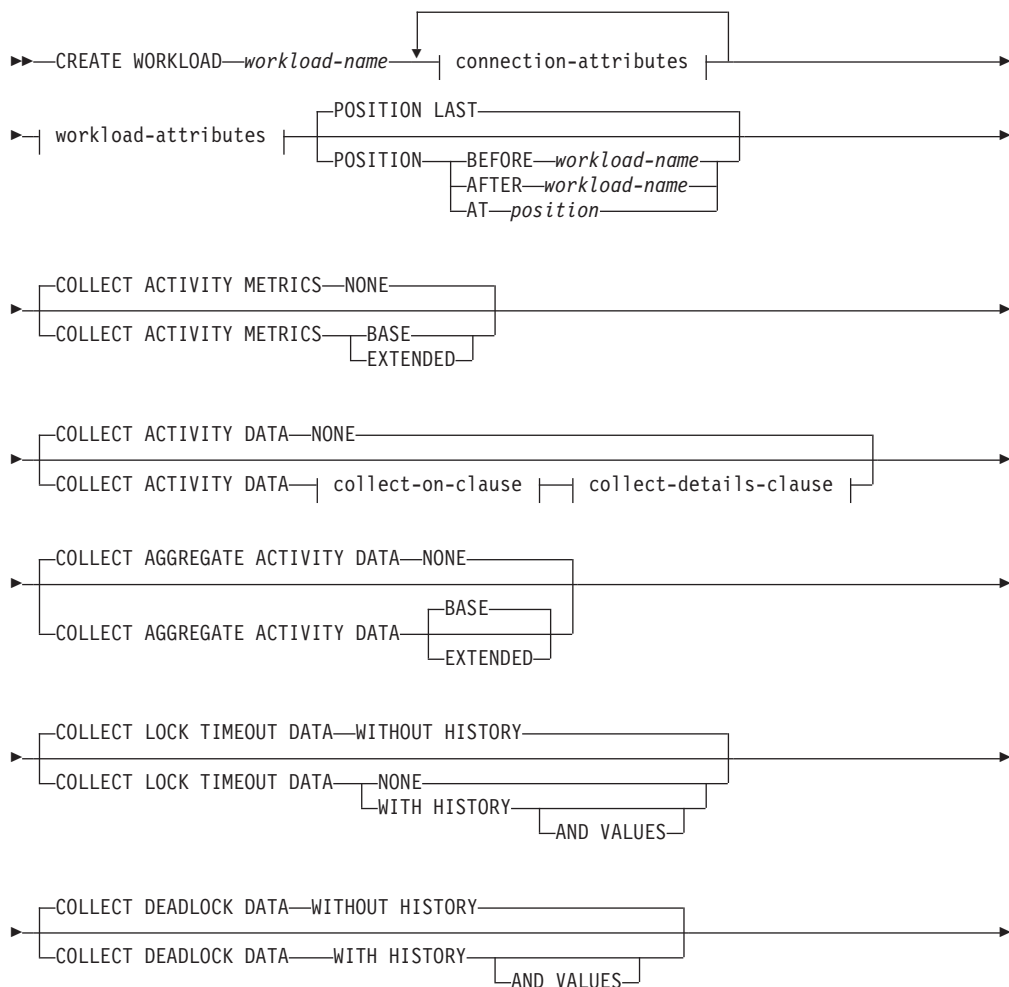 CREATE WORKLOAD workload-name connection-attributes
workload-attributes
POSITION LAST
POSITION BEFORE workload-name
AFTER workload-name
AT position
COLLECT ACTIVITY METRICS NONE
COLLECT ACTIVITY METRICS BASE
EXTENDED
COLLECT ACTIVITY DATA NONE
COLLECT ACTIVITY DATA collect-on-clause collect-details-clause
COLLECT AGGREGATE ACTIVITY DATA NONE
BASE
COLLECT AGGREGATE ACTIVITY DATA
EXTENDED
COLLECT LOCK TIMEOUT DATA WITHOUT HISTORY
COLLECT LOCK TIMEOUT DATA NONE
WITH HISTORY
AND VALUES
COLLECT DEADLOCK DATA WITHOUT HISTORY
COLLECT DEADLOCK DATA WITH HISTORY
AND VALUES